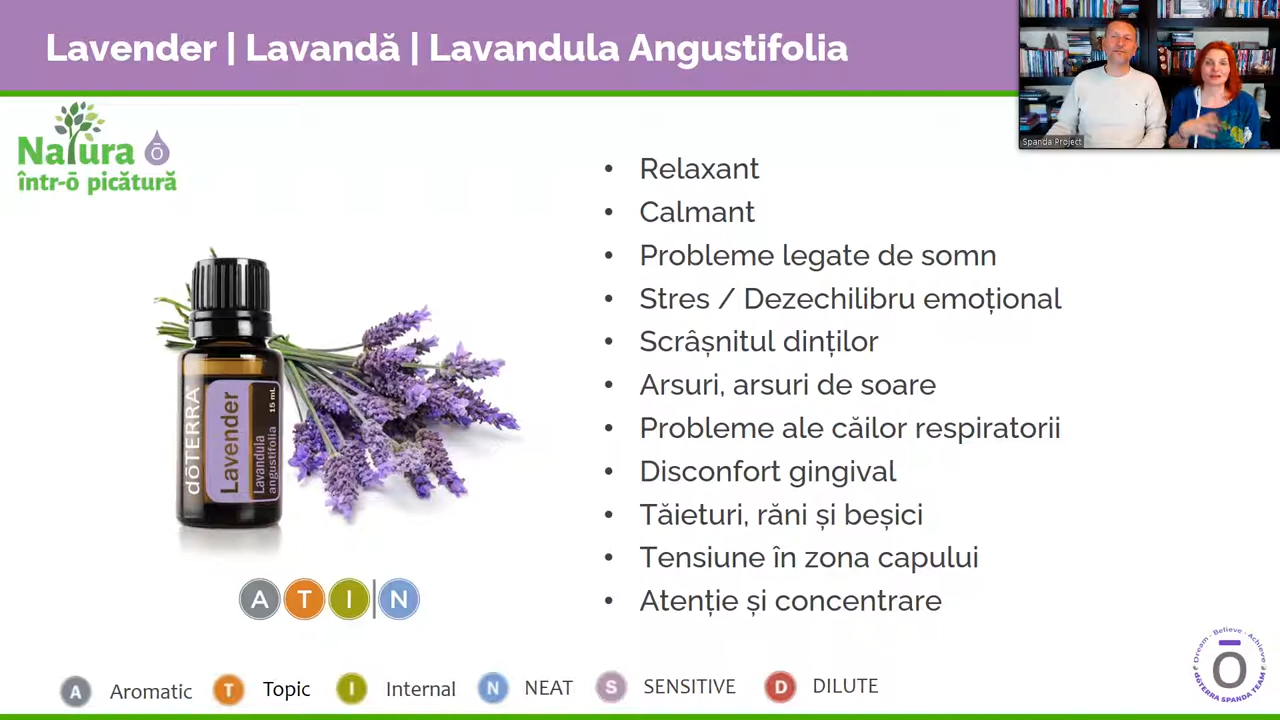 Lavender | Lavandă | Lavandula Angustifolia
Spanda Project
Natura ō
într-ō picătură
• Relaxant
• Calmant
• Probleme legate de somn
• Stres / Dezechilibru emoțional
• Scrâșnitul dinților
• Arsuri, arsuri de soare
• Probleme ale căilor respiratorii
• Disconfort gingival
• Tăieturi, răni și beșici
• Tensiune în zona capului
• Atenție și concentrare
dōTERRA
Lavender 15 mL
Lavandula
angustifolia
A T I | N
A Aromatic T Topic I Internal N NEAT S SENSITIVE D DILUTE
Dream · Believe · Achieve
ō
dōTERRA SPANDA TEAM